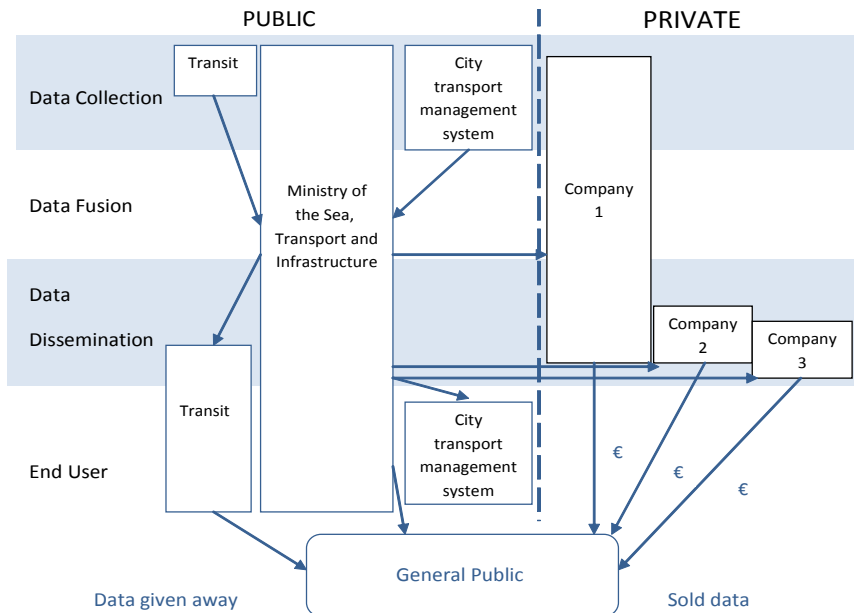 PUBLIC
PRIVATE
Transit
City
transport
management
system
Data Collection
Ministry of
the Sea,
Transport and
Infrastructure
Company
1
Data Fusion
Data
Dissemination
Company
2
Company
3
Transit
City
transport
management
system
End User
€
€
€
General Public
Data given away
Sold data